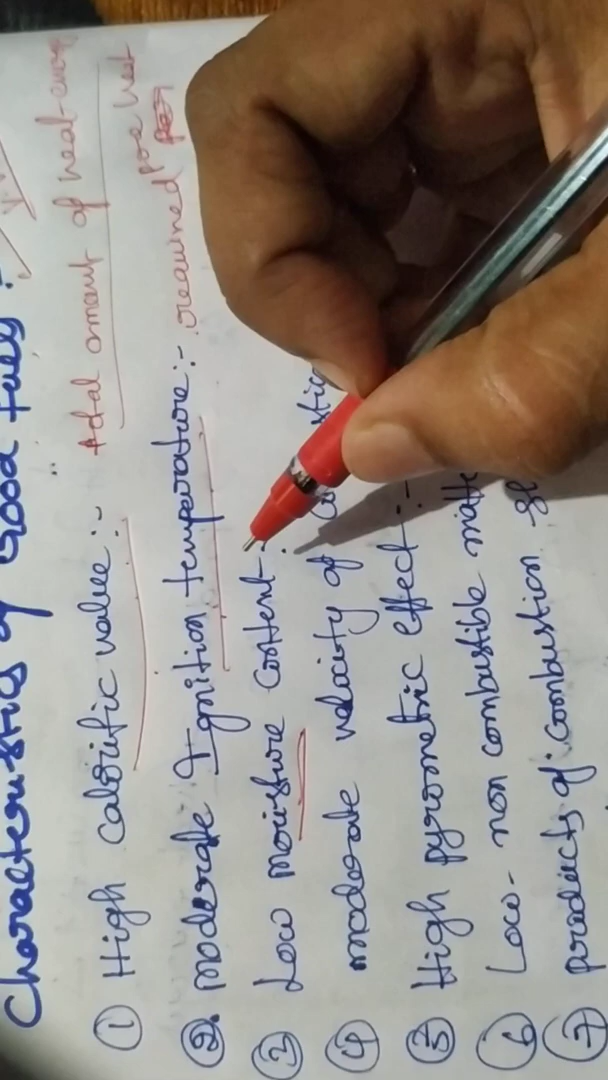 Characteristics of Good fuels :-
① High calorific value :- total amount of heat
② moderate Ignition temperature :- required
③ Low moisture content :
④ moderate velocity of
⑤ High pyrometric effect :-
⑥ Low - non combustible
⑦ products of combustion